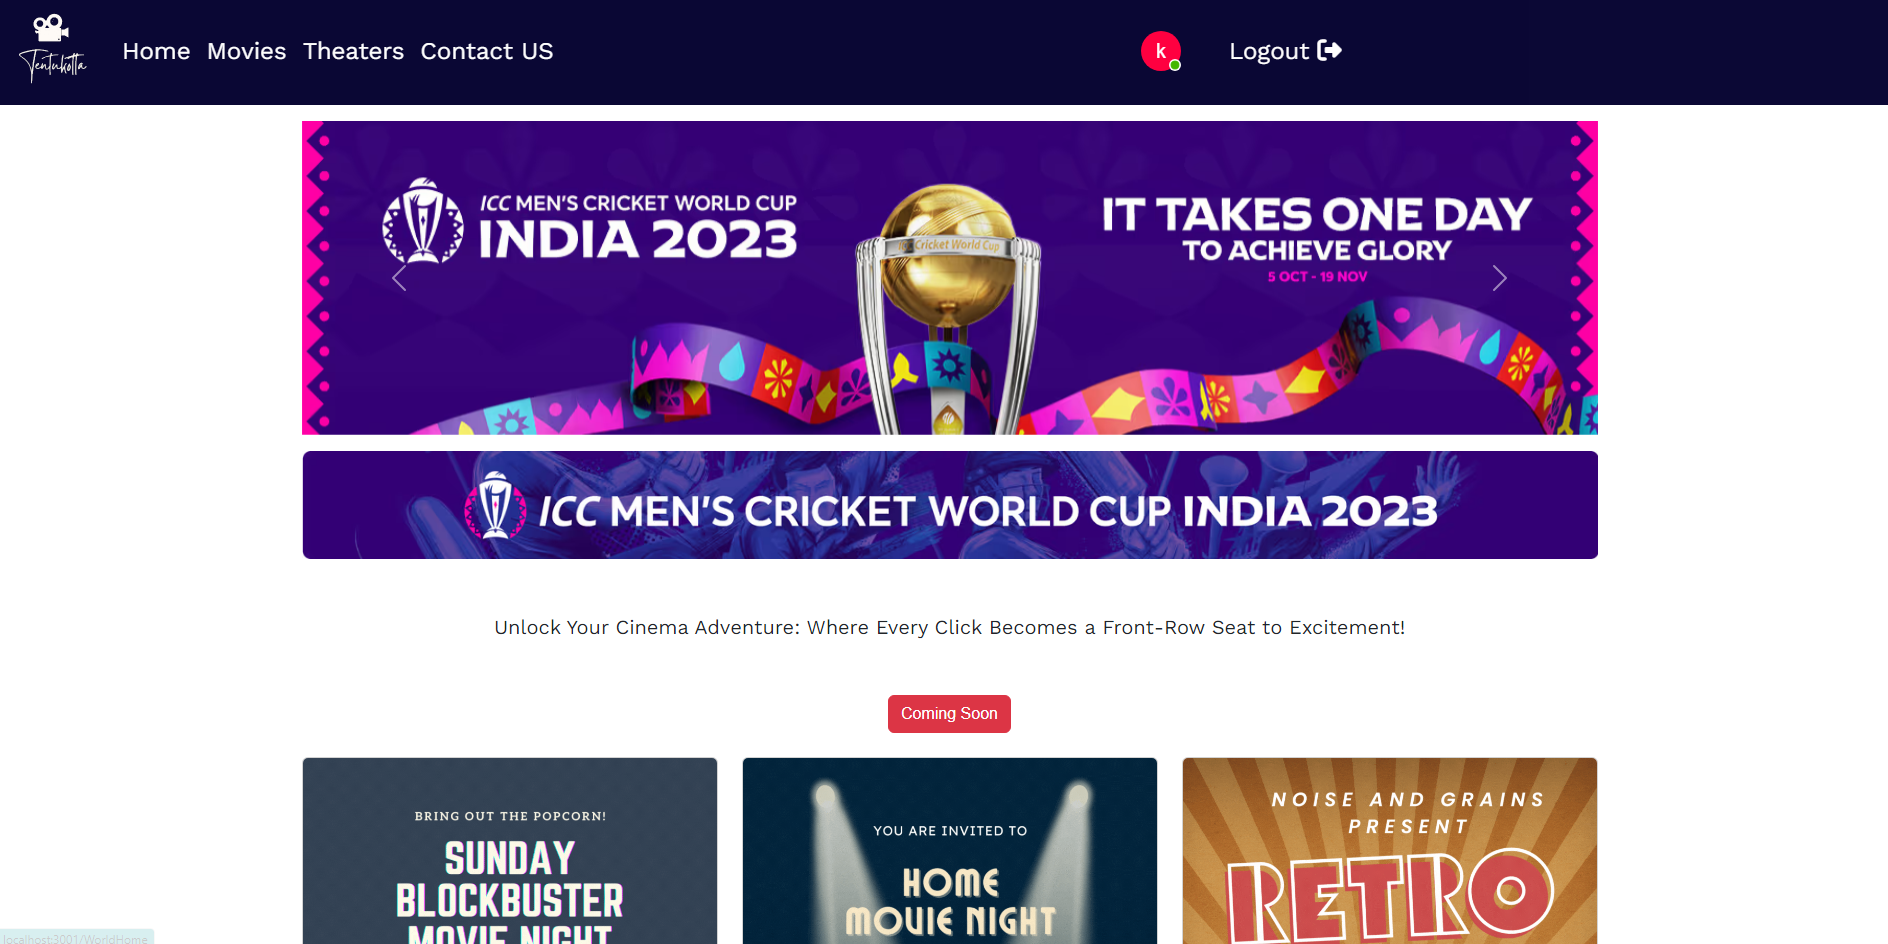 Tentukotta
Home Movies Theaters Contact US
k
Logout
ICC MEN'S CRICKET WORLD CUP
INDIA 2023
ICC Cricket World Cup
IT TAKES ONE DAY
TO ACHIEVE GLORY
5 OCT - 19 NOV
ICC MEN'S CRICKET WORLD CUP INDIA 2023
Unlock Your Cinema Adventure: Where Every Click Becomes a Front-Row Seat to Excitement!
Coming Soon
BRING OUT THE POPCORN!
SUNDAY
BLOCKBUSTER
MOVIE NIGHT
YOU ARE INVITED TO
HOME
MOVIE NIGHT
NOISE AND GRAINS
PRESENT
RETRO
localhost:3001/WorldHome